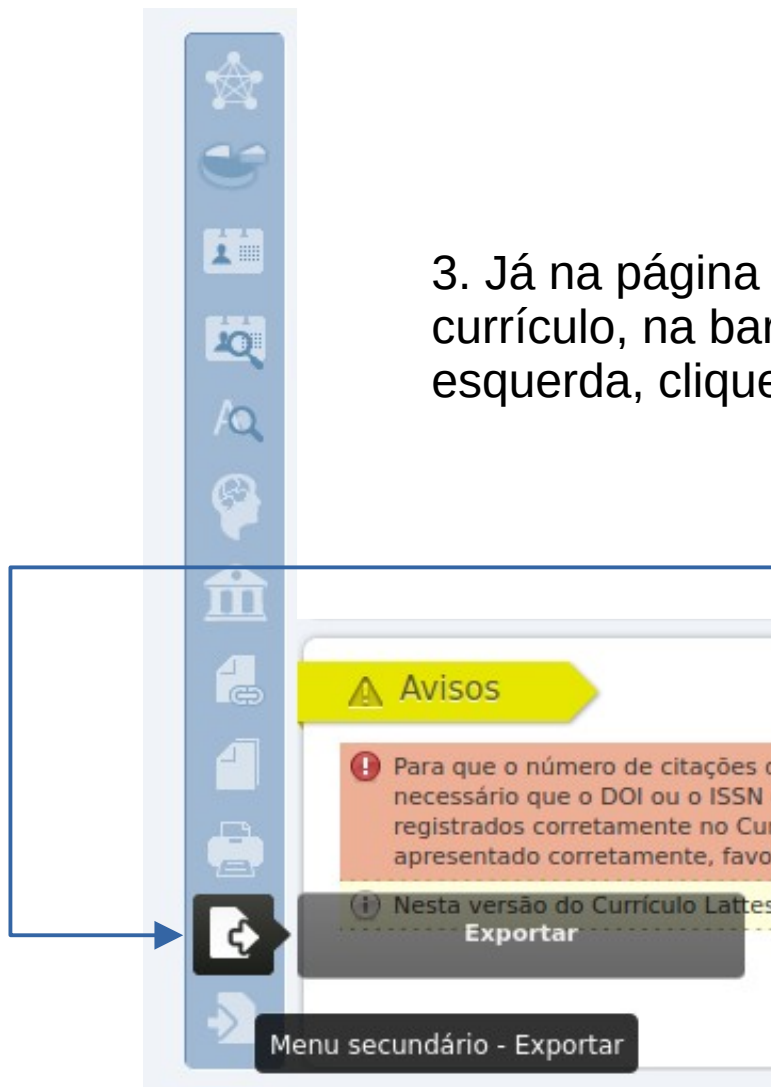 3. Já na página
currículo, na bar
esquerda, clique
Avisos
Para que o número de citações
necessário que o DOI ou o ISSN
registrados corretamente no Cur
apresentado corretamente, favo
Nesta versão do Currículo Lattes
Exportar
Menu secundário - Exportar